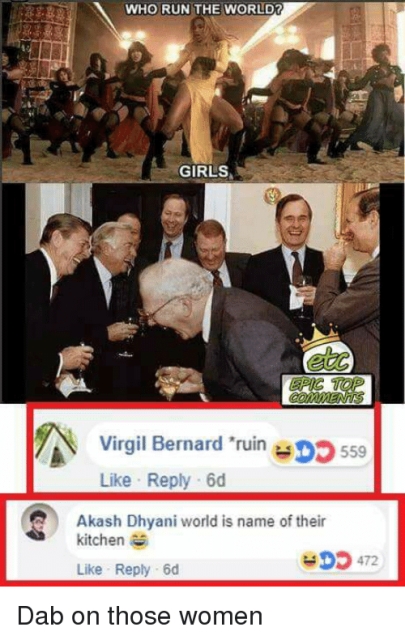 WHO RUN THE WORLD?
GIRLS
etc
EPIC TOP
COMMENTS
Virgil Bernard *ruin 559
Like · Reply · 6d
Akash Dhyani world is name of their
kitchen 😂
472
Like · Reply · 6d
Dab on those women